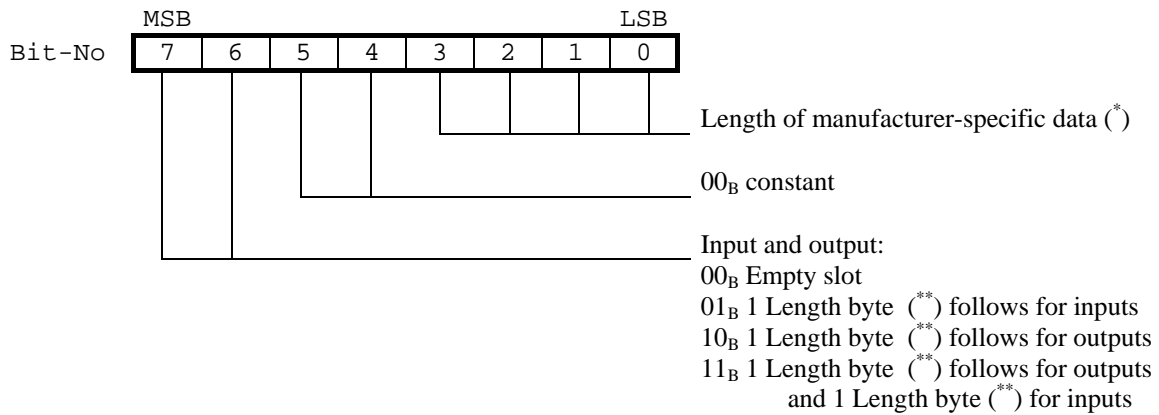 MSB LSB
Bit-No 7 6 5 4 3 2 1 0
Length of manufacturer-specific data (*)
00B constant
Input and output:
00B Empty slot
01B 1 Length byte (**) follows for inputs
10B 1 Length byte (**) follows for outputs
11B 1 Length byte (**) follows for outputs
and 1 Length byte (**) for inputs